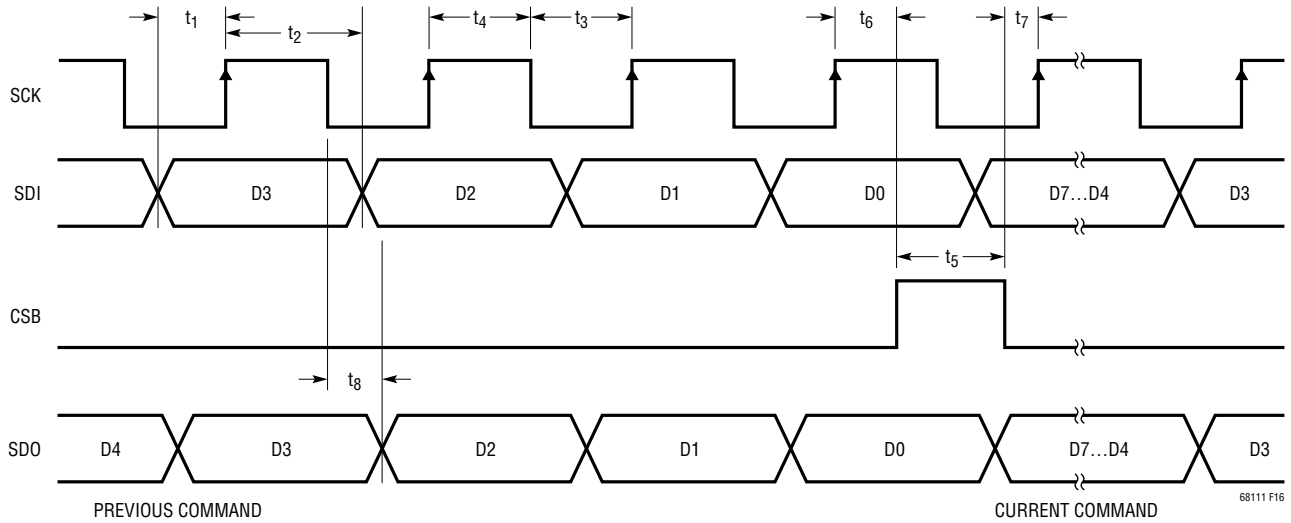 t1 t2 t4 t3 t6 t7
SCK
SDI D3 D2 D1 D0 D7...D4 D3
t5
CSB
t8
SDO D4 D3 D2 D1 D0 D7...D4 D3
68111 F16
PREVIOUS COMMAND CURRENT COMMAND